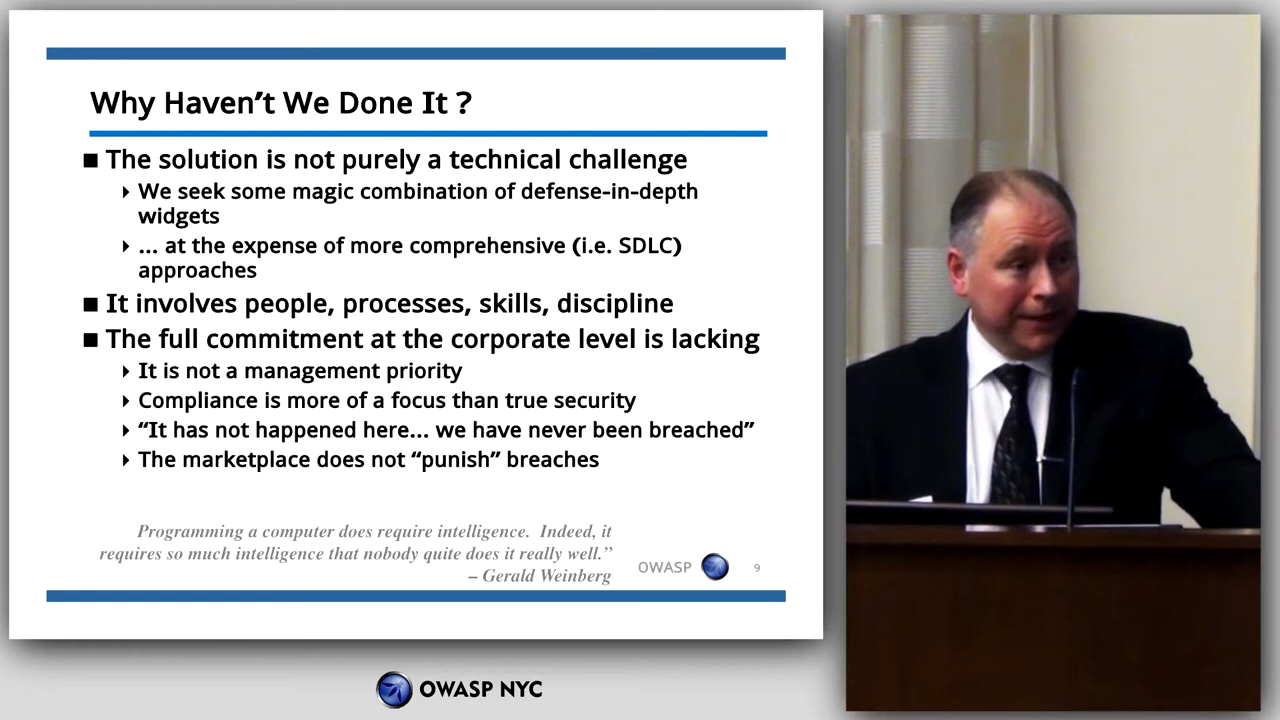 Why Haven’t We Done It ?
■ The solution is not purely a technical challenge
We seek some magic combination of defense-in-depth
widgets
... at the expense of more comprehensive (i.e. SDLC)
approaches
■ It involves people, processes, skills, discipline
■ The full commitment at the corporate level is lacking
It is not a management priority
Compliance is more of a focus than true security
“It has not happened here... we have never been breached”
The marketplace does not “punish” breaches
Programming a computer does require intelligence. Indeed, it
requires so much intelligence that nobody quite does it really well.”
– Gerald Weinberg
OWASP 9
OWASP NYC